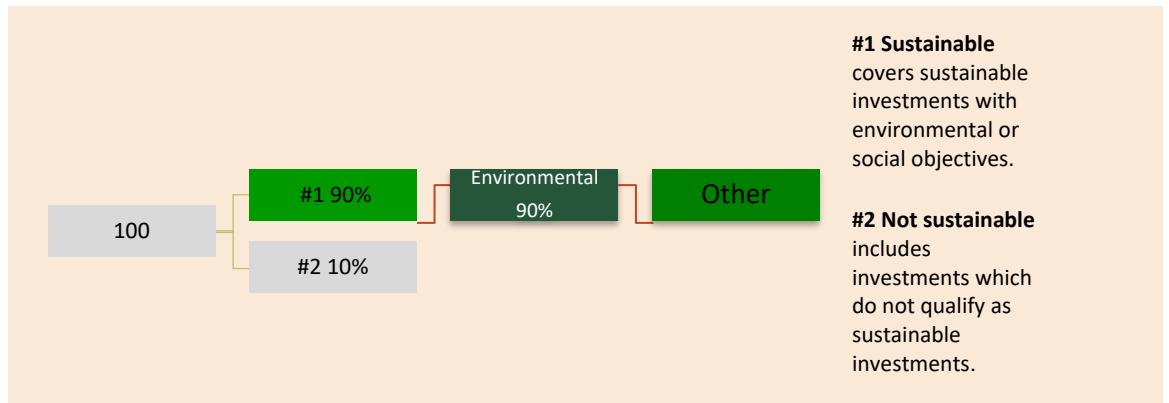 100
#1 90%
#2 10%
Environmental
90%
Other
#1 Sustainable
covers sustainable
investments with
environmental or
social objectives.
#2 Not sustainable
includes
investments which
do not qualify as
sustainable
investments.